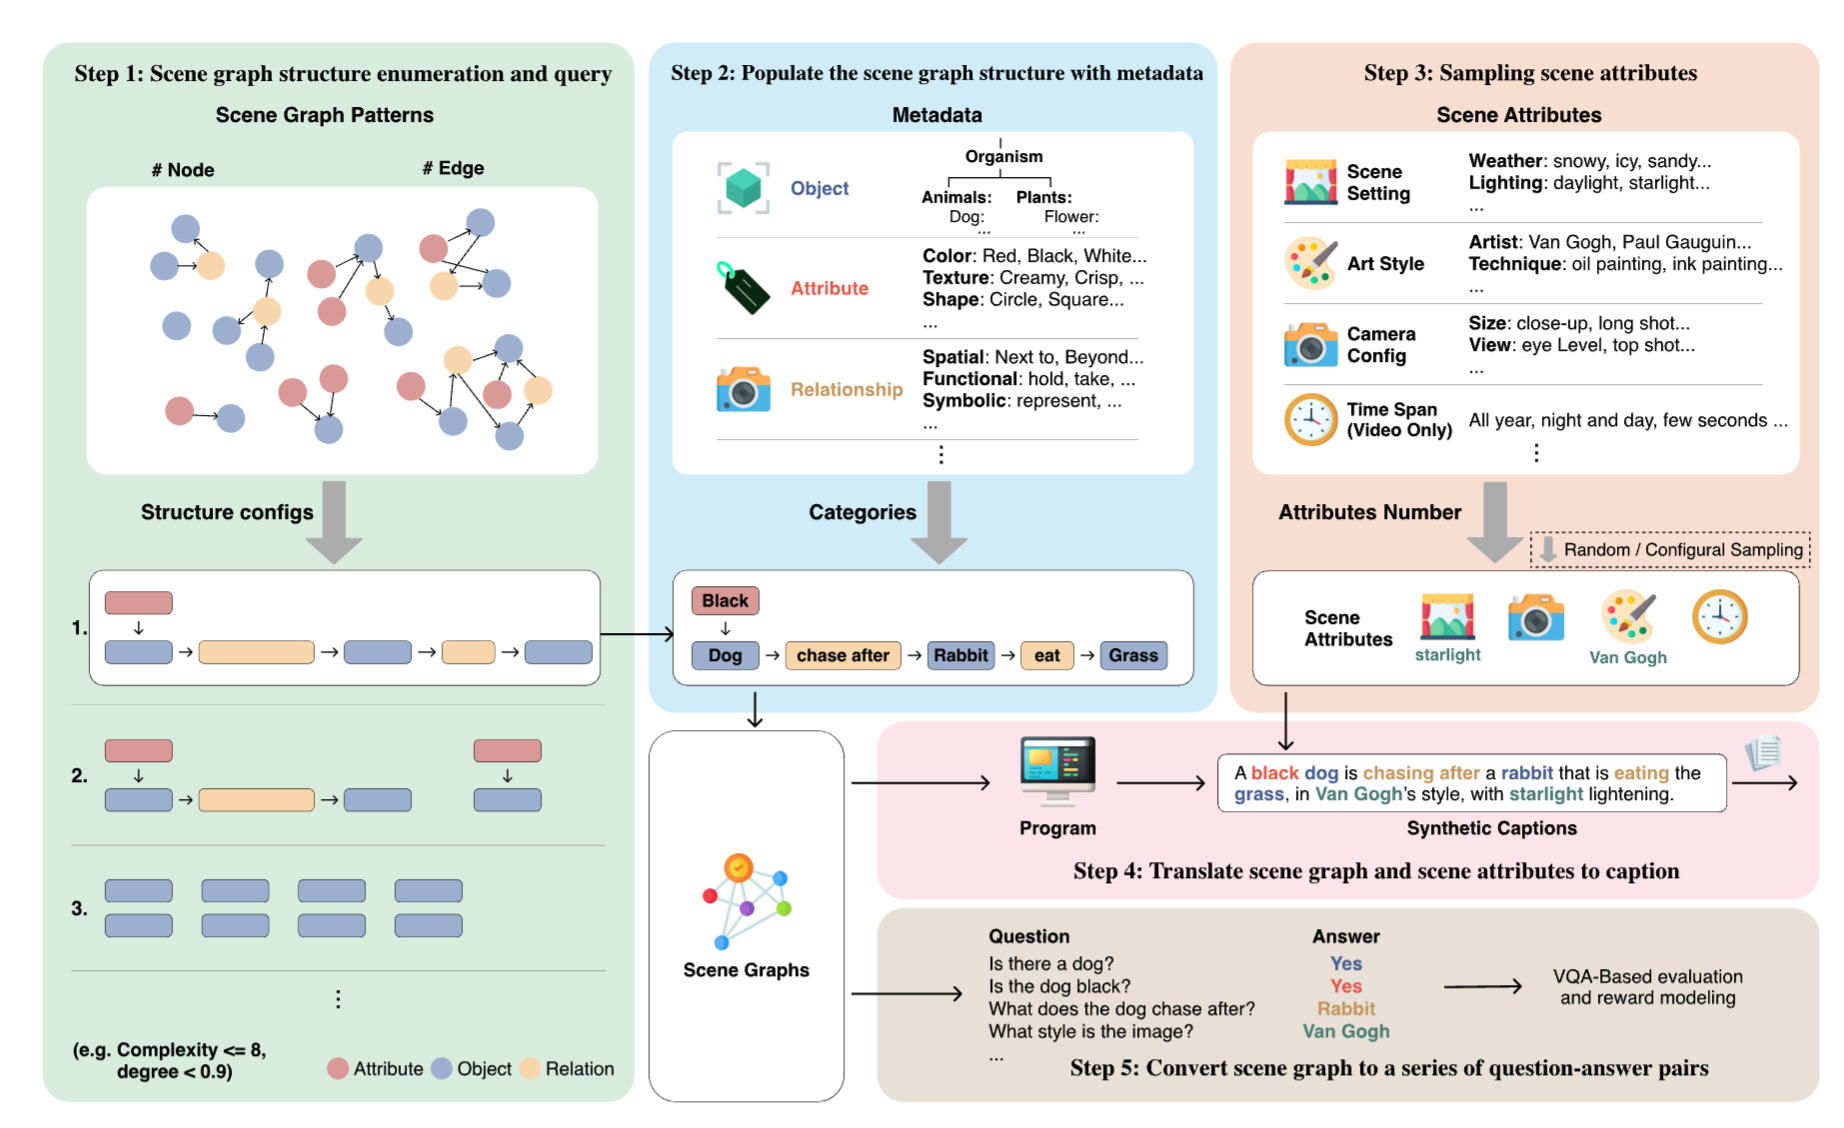 Step 1: Scene graph structure enumeration and query
Scene Graph Patterns
# Node
# Edge
Structure configs
1.
2.
3.
⋮
(e.g. Complexity <= 8,
degree < 0.9)
Attribute
Object
Relation
Step 2: Populate the scene graph structure with metadata
Metadata
Object
Organism
Animals: Plants:
Dog: Flower:
... ...
Attribute
Color: Red, Black, White...
Texture: Creamy, Crisp, ...
Shape: Circle, Square...
...
Relationship
Spatial: Next to, Beyond...
Functional: hold, take, ...
Symbolic: represent, ...
...
⋮
Categories
Black
Dog
chase after
Rabbit
eat
Grass
Scene Graphs
Step 3: Sampling scene attributes
Scene Attributes
Scene
Setting
Weather: snowy, icy, sandy...
Lighting: daylight, starlight...
...
Art Style
Artist: Van Gogh, Paul Gauguin...
Technique: oil painting, ink painting...
...
Camera
Config
Size: close-up, long shot...
View: eye Level, top shot...
...
Time Span
(Video Only)
All year, night and day, few seconds ...
⋮
Attributes Number
Random / Configural Sampling
Scene
Attributes
starlight
Van Gogh
Program
A black dog is chasing after a rabbit that is eating the
grass, in Van Gogh's style, with starlight lightening.
Synthetic Captions
Step 4: Translate scene graph and scene attributes to caption
Question Answer
Is there a dog? Yes
Is the dog black? Yes
What does the dog chase after? Rabbit
What style is the image? Van Gogh
...
VQA-Based evaluation
and reward modeling
Step 5: Convert scene graph to a series of question-answer pairs